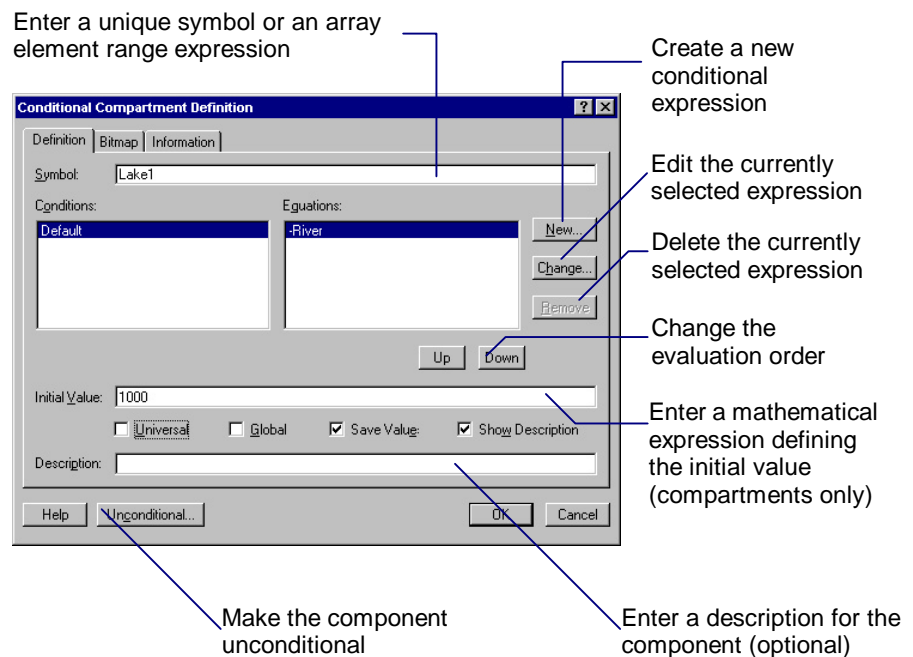 Enter a unique symbol or an array
element range expression
Create a new
conditional
expression
Conditional Compartment Definition
Definition Bitmap Information
Symbol: Lake1
Edit the currently
selected expression
Conditions: Equations:
Default -River New...
Delete the currently
selected expression
Change...
Remove
Change the
evaluation order
Up Down
Initial Value: 1000
Enter a mathematical
expression defining
the initial value
(compartments only)
Universal Global Save Value: Show Description
Description:
Help Unconditional... OK Cancel
Make the component
unconditional
Enter a description for the
component (optional)